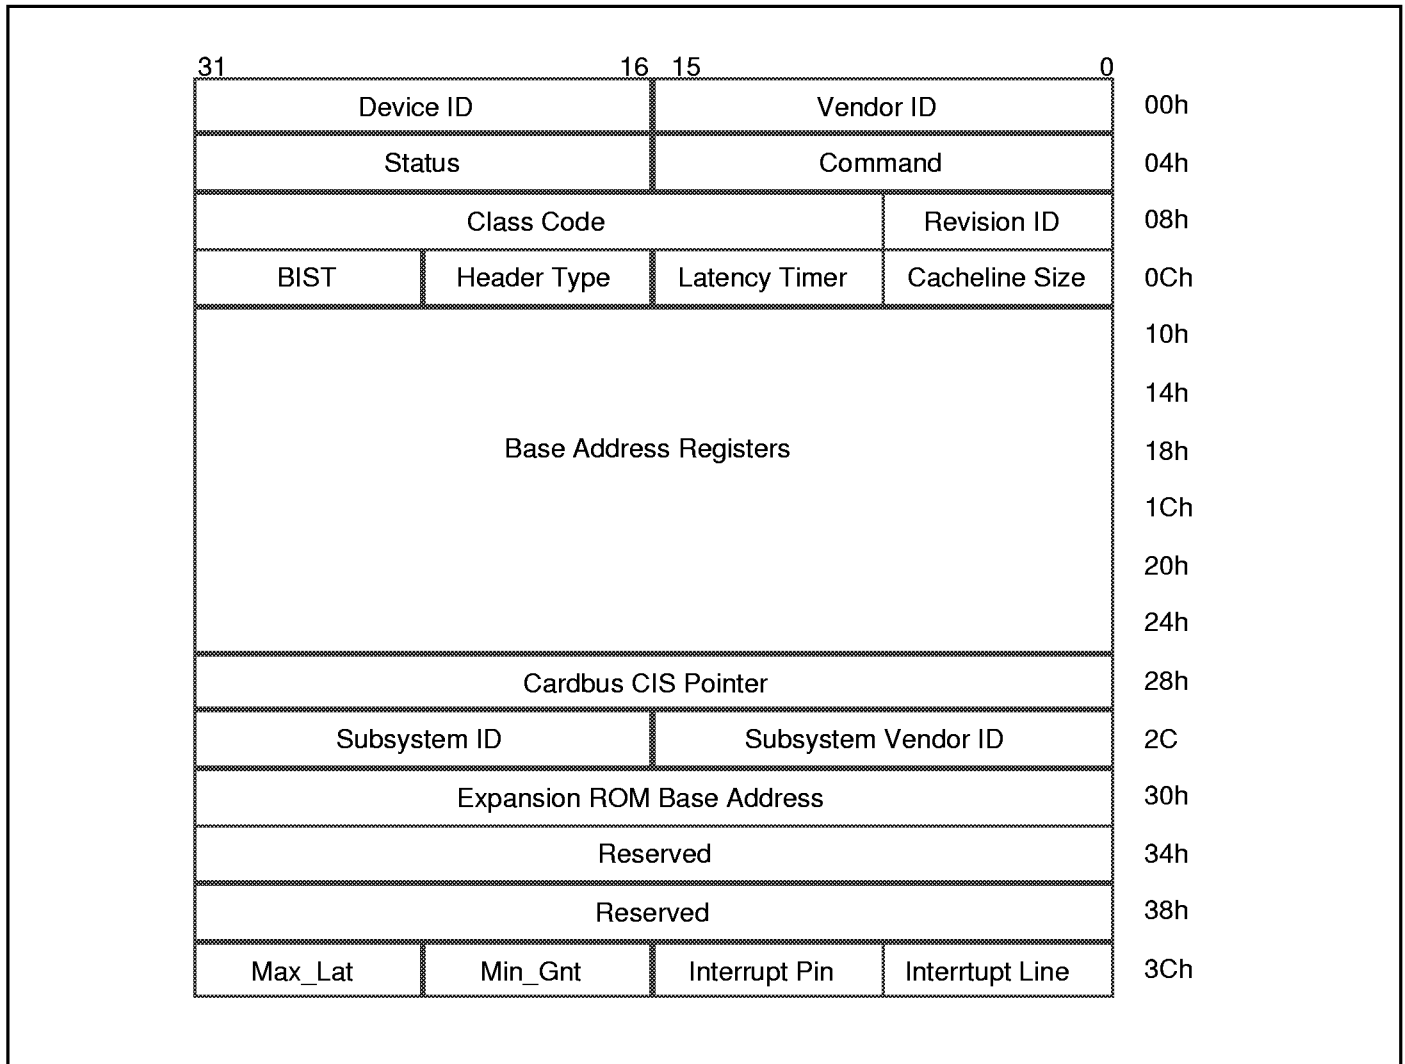 31 16 15 0
Device ID Vendor ID 00h
Status Command 04h
Class Code Revision ID 08h
BIST Header Type Latency Timer Cacheline Size 0Ch
10h
14h
Base Address Registers 18h
1Ch
20h
24h
Cardbus CIS Pointer 28h
Subsystem ID Subsystem Vendor ID 2C
Expansion ROM Base Address 30h
Reserved 34h
Reserved 38h
Max_Lat Min_Gnt Interrupt Pin Interrtupt Line 3Ch